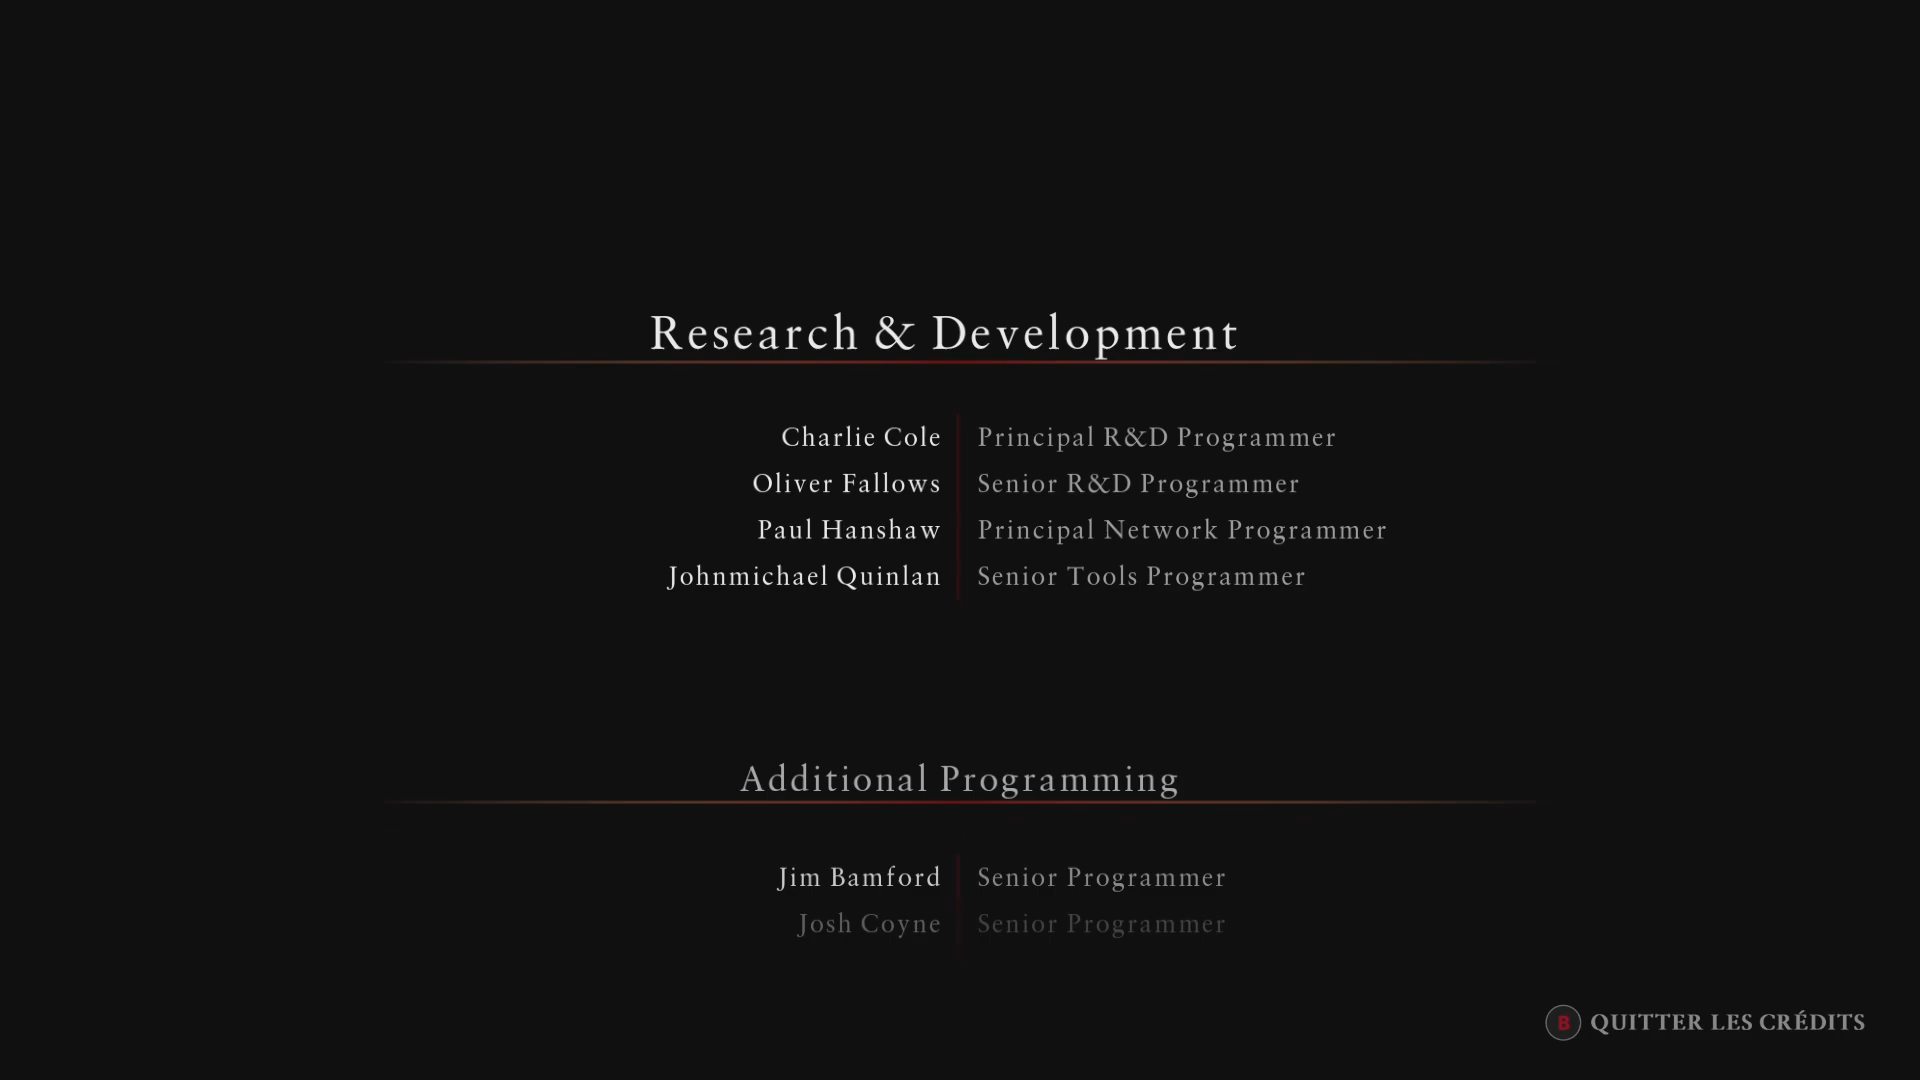 Research & Development
Charlie Cole Principal R&D Programmer
Oliver Fallows Senior R&D Programmer
Paul Hanshaw Principal Network Programmer
Johnmichael Quinlan Senior Tools Programmer
Additional Programming
Jim Bamford Senior Programmer
Josh Coyne Senior Programmer
B QUITTER LES CRÉDITS